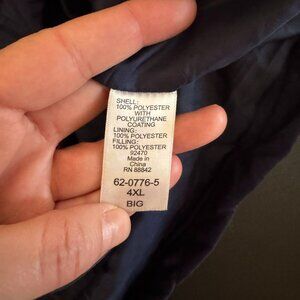 SHELL:
100% POLYESTER
WITH
POLYURETHANE
COATING
LINING:
100% POLYESTER
FILLING:
100% POLYESTER
92470
Made in
China
RN 88842
62-0776-5
4XL
BIG